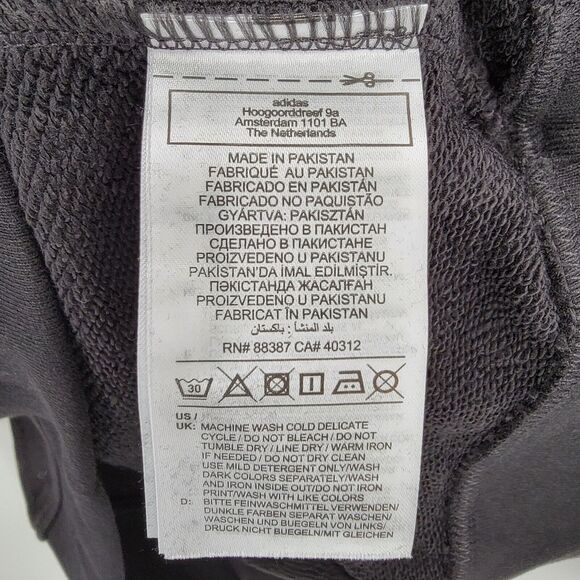 adidas
Hoogoorddreef 9a
Amsterdam 1101 BA
The Netherlands
MADE IN PAKISTAN
FABRIQUÉ AU PAKISTAN
FABRICADO EN PAKISTÁN
FABRICADO NO PAQUISTÃO
GYÁRTVA: PAKISZTÁN
ПРОИЗВЕДЕНО В ПАКИСТАН
СДЕЛАНО В ПАКИСТАНЕ
PROIZVEDENO U PAKISTANU
PAKİSTAN'DA İMAL EDİLMİŞTİR.
ПӘКІСТАНДА ЖАСАЛҒАН
PROIZVEDENO U PAKISTANU
FABRICAT ÎN PAKISTAN
بلد المنشأ : باكستان
RN# 88387 CA# 40312
30
US /
UK: MACHINE WASH COLD DELICATE
CYCLE / DO NOT BLEACH / DO NOT
TUMBLE DRY / LINE DRY / WARM IRON
IF NEEDED / DO NOT DRY CLEAN
USE MILD DETERGENT ONLY/WASH
DARK COLORS SEPARATELY/WASH
AND IRON INSIDE OUT/DO NOT IRON
PRINT/WASH WITH LIKE COLORS
D: BITTE FEINWASCHMITTEL VERWENDEN/
DUNKLE FARBEN SEPARAT WASCHEN/
WASCHEN UND BUEGELN VON LINKS/
DRUCK NICHT BUEGELN/MIT GLEICHEN